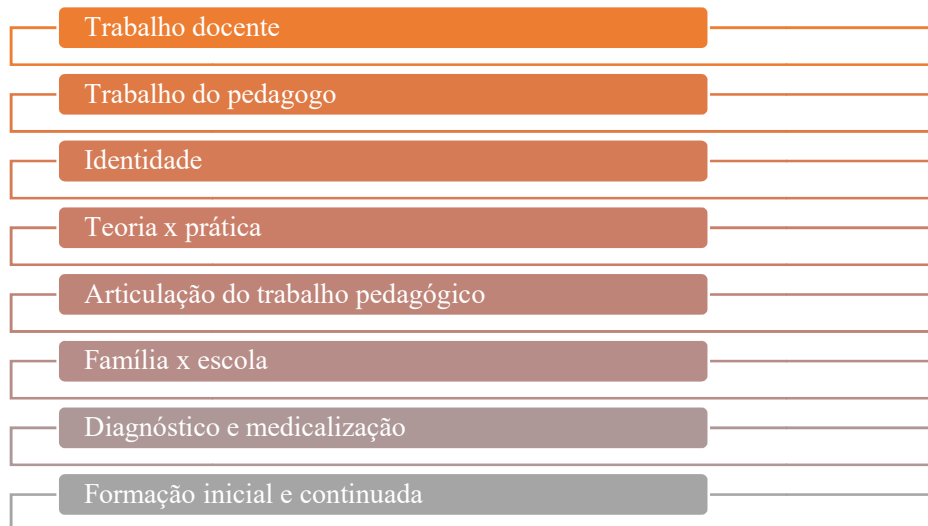 Trabalho docente
Trabalho do pedagogo
Identidade
Teoria x prática
Articulação do trabalho pedagógico
Família x escola
Diagnóstico e medicalização
Formação inicial e continuada